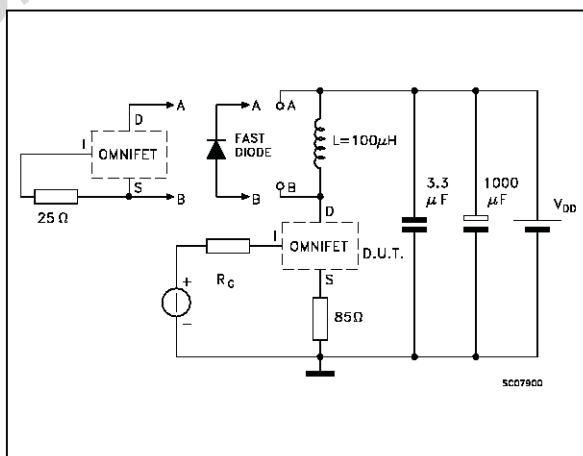 A
A
A
D
I
OMNIFET
FAST
DIODE
L=100μH
S
B
B
B
25 Ω
3.3
μF
1000
μF
V_DD
D
I
OMNIFET
D.U.T.
R_G
S
+
−
85Ω
SC07900